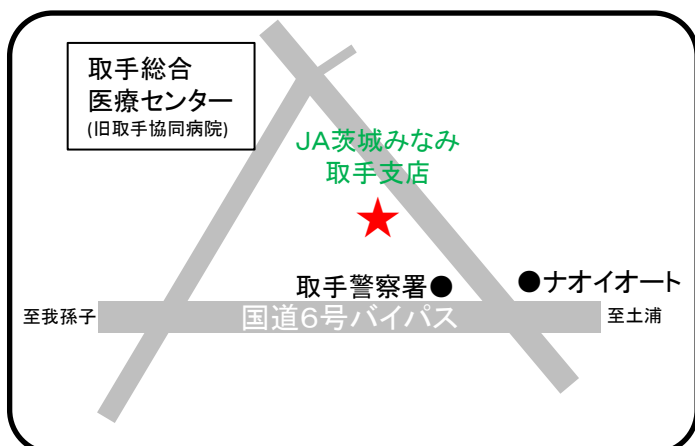 取手総合
医療センター
(旧取手協同病院)
JA茨城みなみ
取手支店
取手警察署●
●ナオイオート
至我孫子
国道6号バイパス
至土浦